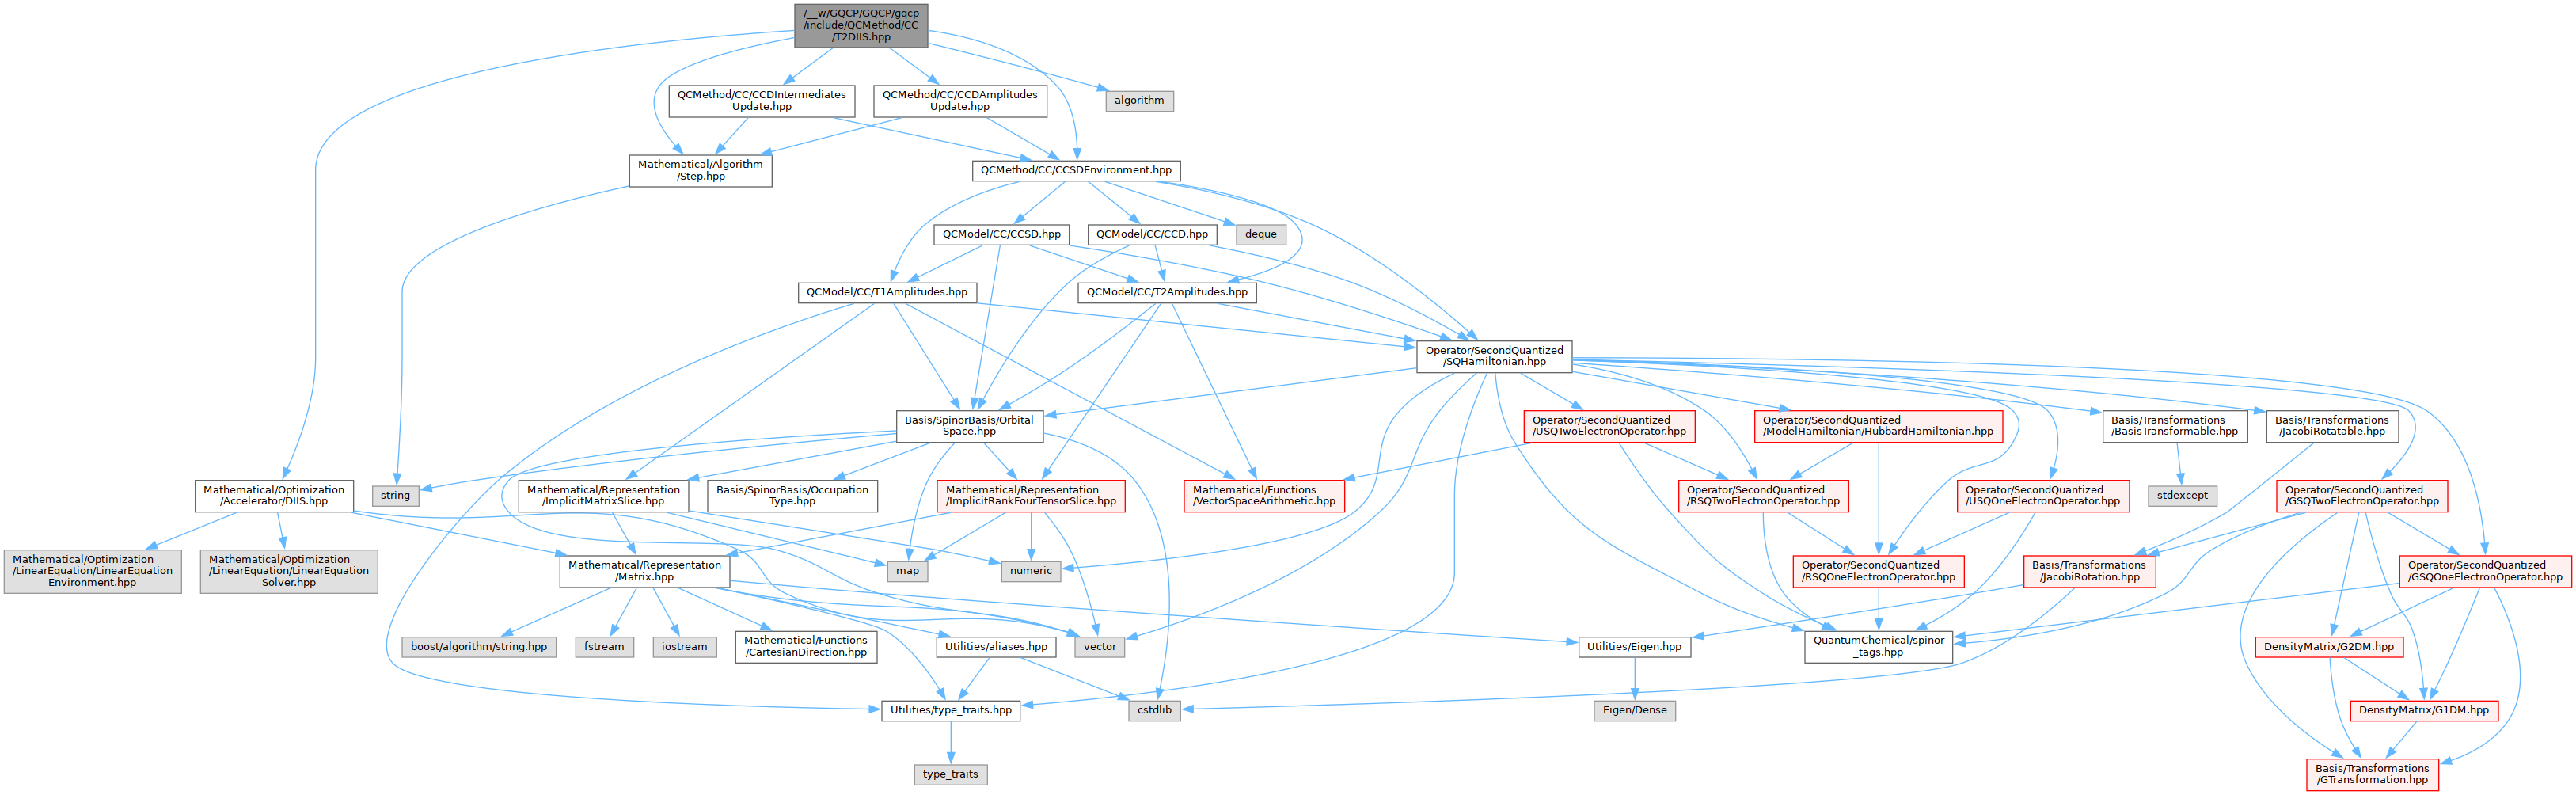 /__w/GQCP/GQCP/gqcp
/include/QCMethod/CC
/T2DIIS.hpp
QCMethod/CC/CCDIntermediates
Update.hpp
QCMethod/CC/CCDAmplitudes
Update.hpp
algorithm
Mathematical/Algorithm
/Step.hpp
QCMethod/CC/CCSDEnvironment.hpp
QCModel/CC/CCSD.hpp
QCModel/CC/CCD.hpp
deque
QCModel/CC/T1Amplitudes.hpp
QCModel/CC/T2Amplitudes.hpp
Operator/SecondQuantized
/SQHamiltonian.hpp
Basis/SpinorBasis/Orbital
Space.hpp
Operator/SecondQuantized
/USQTwoElectronOperator.hpp
Operator/SecondQuantized
/ModelHamiltonian/HubbardHamiltonian.hpp
Basis/Transformations
/BasisTransformable.hpp
Basis/Transformations
/JacobiRotatable.hpp
Mathematical/Optimization
/Accelerator/DIIS.hpp
string
Mathematical/Representation
/ImplicitMatrixSlice.hpp
Basis/SpinorBasis/Occupation
Type.hpp
Mathematical/Representation
/ImplicitRankFourTensorSlice.hpp
Mathematical/Functions
/VectorSpaceArithmetic.hpp
Operator/SecondQuantized
/RSQTwoElectronOperator.hpp
Operator/SecondQuantized
/USQOneElectronOperator.hpp
stdexcept
Operator/SecondQuantized
/GSQTwoElectronOperator.hpp
Mathematical/Optimization
/LinearEquation/LinearEquation
Environment.hpp
Mathematical/Optimization
/LinearEquation/LinearEquation
Solver.hpp
Mathematical/Representation
/Matrix.hpp
map
numeric
Operator/SecondQuantized
/RSQOneElectronOperator.hpp
Basis/Transformations
/JacobiRotation.hpp
Operator/SecondQuantized
/GSQOneElectronOperator.hpp
boost/algorithm/string.hpp
fstream
iostream
Mathematical/Functions
/CartesianDirection.hpp
Utilities/aliases.hpp
vector
Utilities/Eigen.hpp
QuantumChemical/spinor
_tags.hpp
DensityMatrix/G2DM.hpp
Utilities/type_traits.hpp
cstdlib
Eigen/Dense
DensityMatrix/G1DM.hpp
type_traits
Basis/Transformations
/GTransformation.hpp